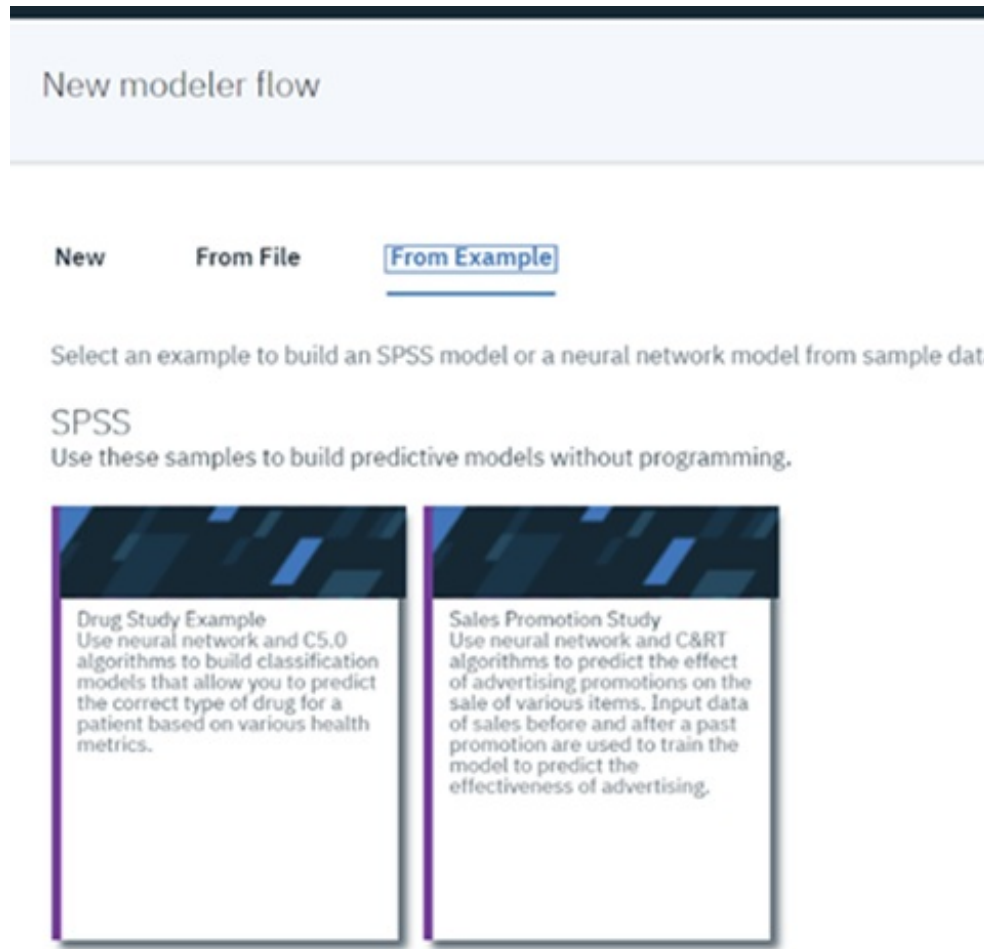 New modeler flow
New From File From Example
Select an example to build an SPSS model or a neural network model from sample dat
SPSS
Use these samples to build predictive models without programming.
Drug Study Example
Use neural network and C5.0
algorithms to build classification
models that allow you to predict
the correct type of drug for a
patient based on various health
metrics.
Sales Promotion Study
Use neural network and C&RT
algorithms to predict the effect
of advertising promotions on the
sale of various items. Input data
of sales before and after a past
promotion are used to train the
model to predict the
effectiveness of advertising.